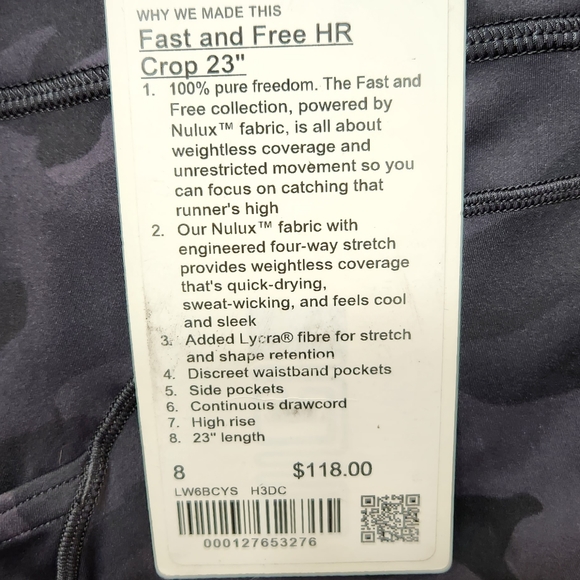 WHY WE MADE THIS
Fast and Free HR
Crop 23"
1. 100% pure freedom. The Fast and
Free collection, powered by
Nulux™ fabric, is all about
weightless coverage and
unrestricted movement so you
can focus on catching that
runner's high
2. Our Nulux™ fabric with
engineered four-way stretch
provides weightless coverage
that's quick-drying,
sweat-wicking, and feels cool
and sleek
3. Added Lycra® fibre for stretch
and shape retention
4. Discreet waistband pockets
5. Side pockets
6. Continuous drawcord
7. High rise
8. 23" length
8 $118.00
LW6BCYS H3DC
000127653276